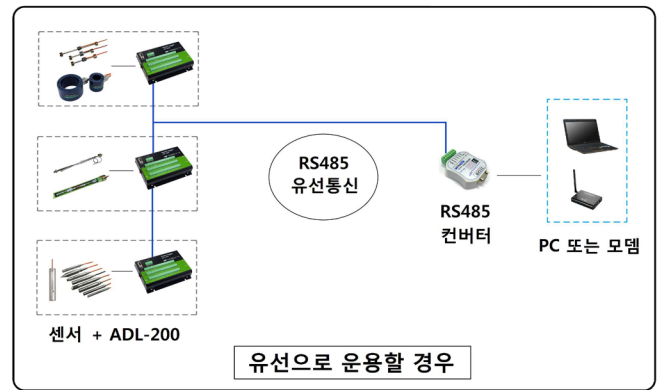 RS485
유선통신
RS485
컨버터
PC 또는 모뎀
센서 + ADL-200
유선으로 운용할 경우